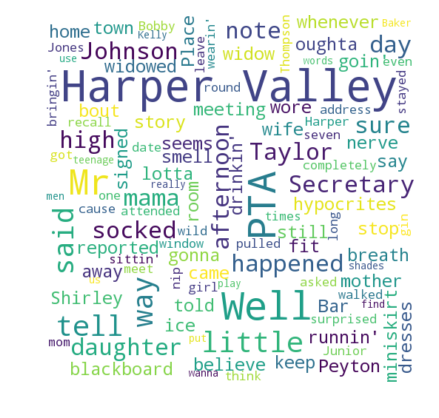 home town Bobby note whenever
Jones Kelly wearin' Place Thompson Baker
Johnson widow oughta day
use widowed leave goin' even
bringin' words stayed
Harper Valley
bout round wore address
recall signed story meeting Harper sure
high date seems wife seven nerve
teenage smell Taylor completely say
got lotta afternoon drinkin' PTA Secretary
Mr one room hypocrites
men really mama times long
said cause attended still fit stop gin
socked wild pulled breath
reported window happened
sittin' gonna nip
away meet girl came Well asked mother shades
Shirley way us play told Bar walked find miniskirt dresses
tell ice surprised
mom put little runnin'
daughter wanna Junior
blackboard believe keep Peyton
think